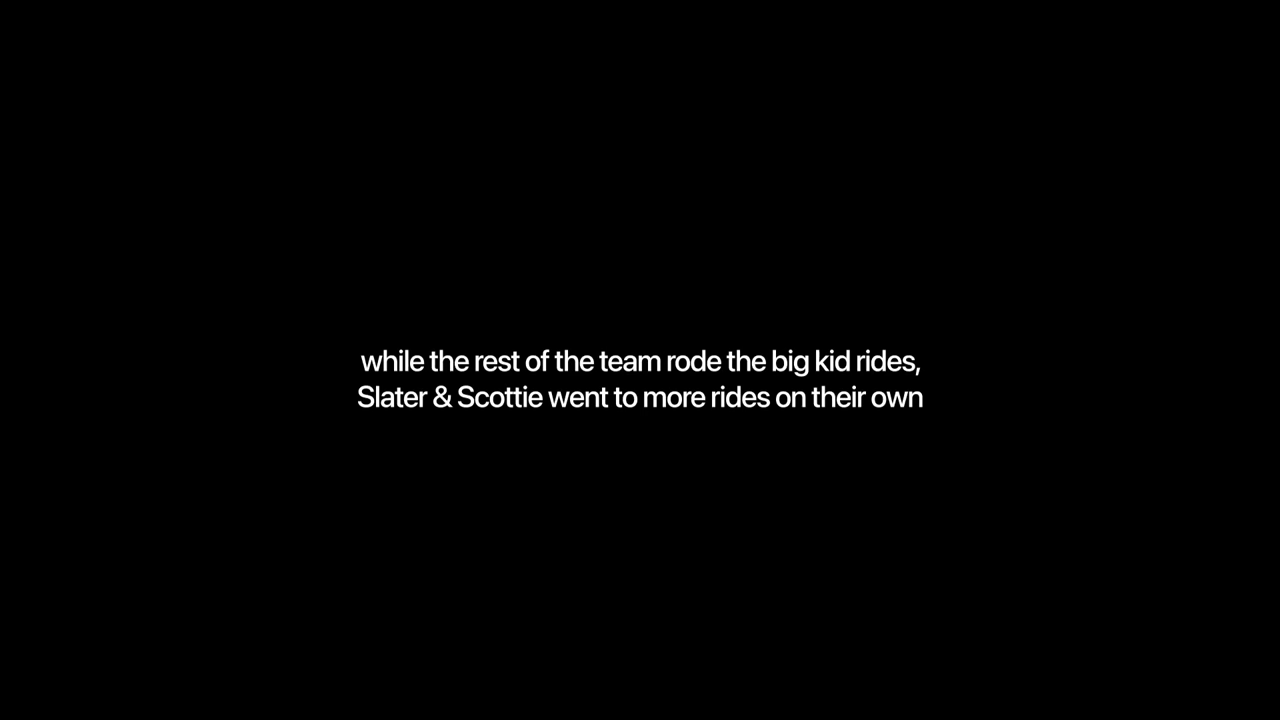 while the rest of the team rode the big kid rides,
Slater & Scottie went to more rides on their own